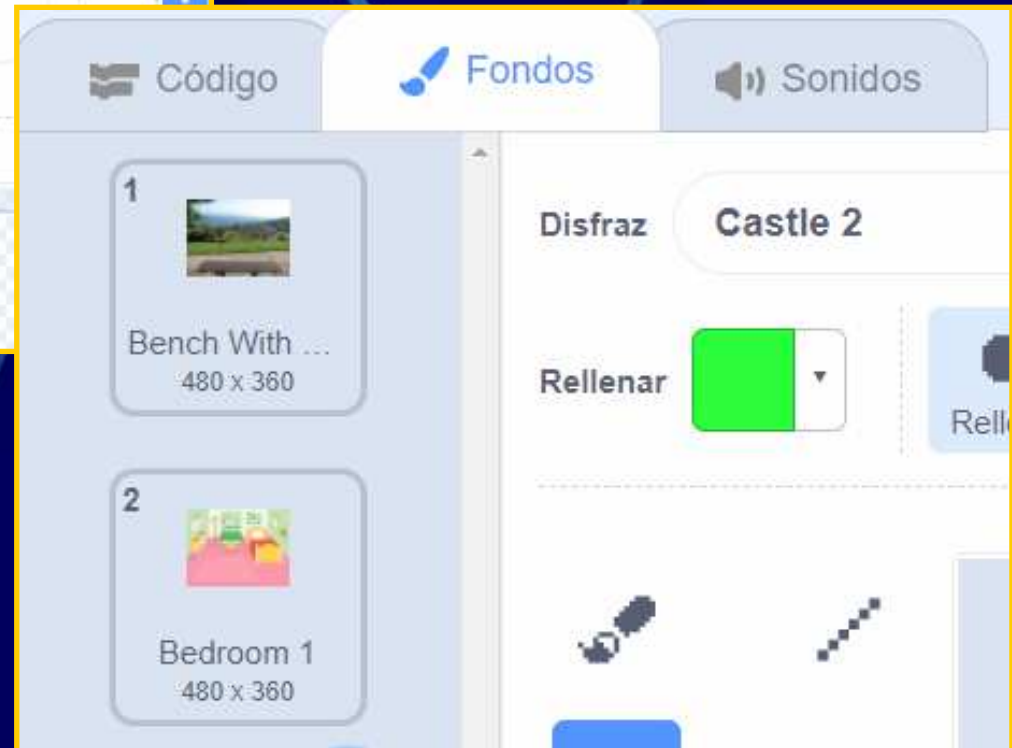 Código Fondos Sonidos
1
Bench With ...
480 x 360
2
Bedroom 1
480 x 360
Disfraz Castle 2
Rellenar